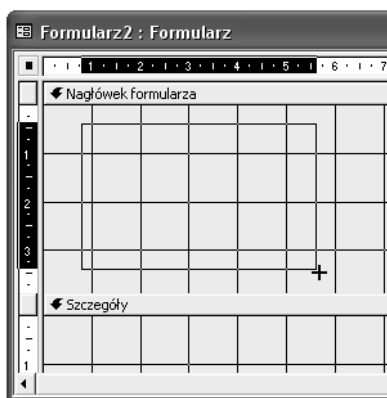 Formularz2 : Formularz
1 2 3 4 5 6 7
Nagłówek formularza
1
2
3
Szczegóły
1